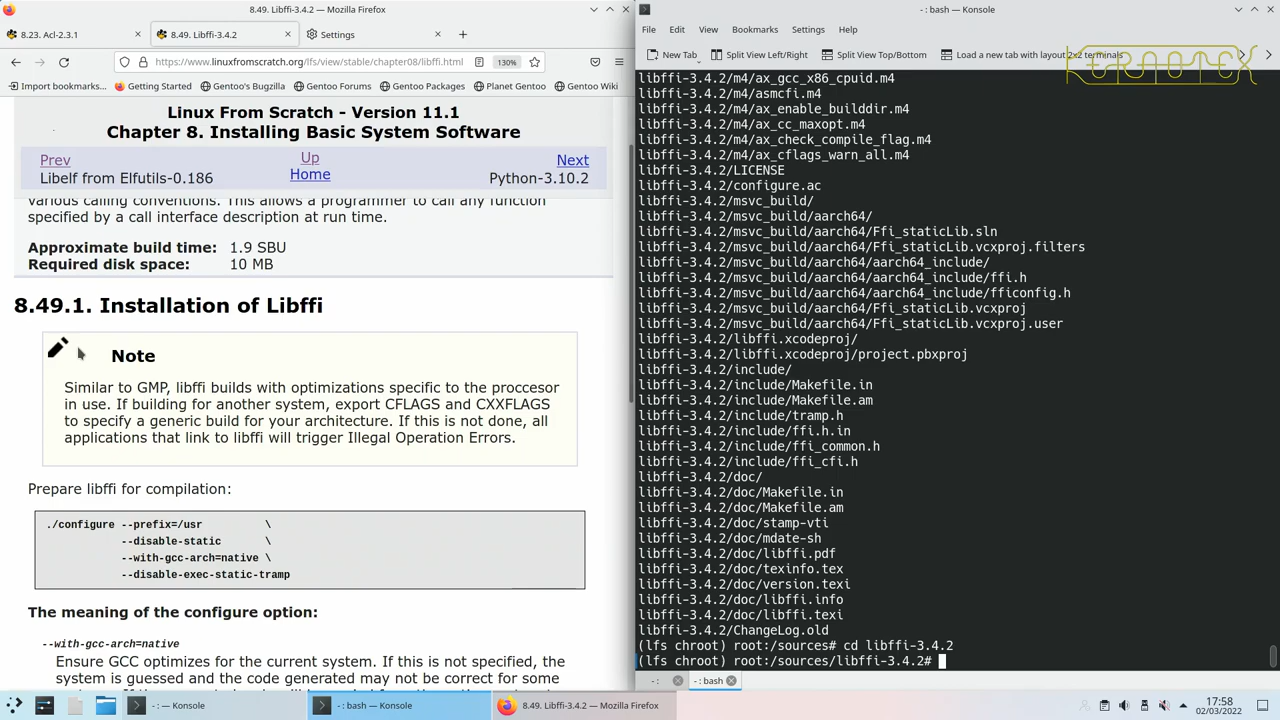 8.49. Libffi-3.4.2 — Mozilla Firefox
8.23. Acl-2.3.1
8.49. Libffi-3.4.2
Settings
https://www.linuxfromscratch.org/lfs/view/stable/chapter08/libffi.html
130%
Import bookmarks...
Getting Started
Gentoo's Bugzilla
Gentoo Forums
Gentoo Packages
Planet Gentoo
Gentoo Wiki
Linux From Scratch - Version 11.1
Chapter 8. Installing Basic System Software
Prev
Up
Next
Libelf from Elfutils-0.186
Home
Python-3.10.2
various calling conventions. This allows a programmer to call any function
specified by a call interface description at run time.
Approximate build time: 1.9 SBU
Required disk space: 10 MB
8.49.1. Installation of Libffi
Note
Similar to GMP, libffi builds with optimizations specific to the proccesor
in use. If building for another system, export CFLAGS and CXXFLAGS
to specify a generic build for your architecture. If this is not done, all
applications that link to libffi will trigger Illegal Operation Errors.
Prepare libffi for compilation:
./configure --prefix=/usr \
--disable-static \
--with-gcc-arch=native \
--disable-exec-static-tramp
The meaning of the configure option:
--with-gcc-arch=native
Ensure GCC optimizes for the current system. If this is not specified, the
system is guessed and the code generated may not be correct for some
- : bash — Konsole
File Edit View Bookmarks Settings Help
New Tab
Split View Left/Right
Split View Top/Bottom
Load a new tab with layout 2x2 terminals
KERNOTEX
libffi-3.4.2/m4/ax_gcc_x86_cpuid.m4
libffi-3.4.2/m4/asmcfi.m4
libffi-3.4.2/m4/ax_enable_builddir.m4
libffi-3.4.2/m4/ax_cc_maxopt.m4
libffi-3.4.2/m4/ax_check_compile_flag.m4
libffi-3.4.2/m4/ax_cflags_warn_all.m4
libffi-3.4.2/LICENSE
libffi-3.4.2/configure.ac
libffi-3.4.2/msvc_build/
libffi-3.4.2/msvc_build/aarch64/
libffi-3.4.2/msvc_build/aarch64/Ffi_staticLib.sln
libffi-3.4.2/msvc_build/aarch64/Ffi_staticLib.vcxproj.filters
libffi-3.4.2/msvc_build/aarch64/aarch64_include/
libffi-3.4.2/msvc_build/aarch64/aarch64_include/ffi.h
libffi-3.4.2/msvc_build/aarch64/aarch64_include/fficonfig.h
libffi-3.4.2/msvc_build/aarch64/Ffi_staticLib.vcxproj
libffi-3.4.2/msvc_build/aarch64/Ffi_staticLib.vcxproj.user
libffi-3.4.2/libffi.xcodeproj/
libffi-3.4.2/libffi.xcodeproj/project.pbxproj
libffi-3.4.2/include/
libffi-3.4.2/include/Makefile.in
libffi-3.4.2/include/Makefile.am
libffi-3.4.2/include/tramp.h
libffi-3.4.2/include/ffi.h.in
libffi-3.4.2/include/ffi_common.h
libffi-3.4.2/include/ffi_cfi.h
libffi-3.4.2/doc/
libffi-3.4.2/doc/Makefile.in
libffi-3.4.2/doc/Makefile.am
libffi-3.4.2/doc/stamp-vti
libffi-3.4.2/doc/mdate-sh
libffi-3.4.2/doc/libffi.pdf
libffi-3.4.2/doc/texinfo.tex
libffi-3.4.2/doc/version.texi
libffi-3.4.2/doc/libffi.info
libffi-3.4.2/doc/libffi.texi
libffi-3.4.2/ChangeLog.old
(lfs chroot) root:/sources# cd libffi-3.4.2
(lfs chroot) root:/sources/libffi-3.4.2#
- :
- : bash
- : — Konsole
- : bash — Konsole
8.49. Libffi-3.4.2 — Mozilla Firefox
17:58
02/03/2022